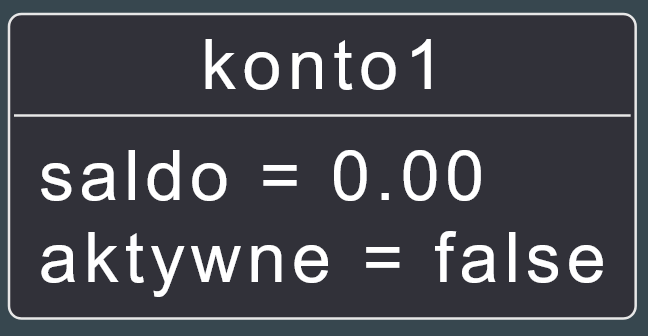 konto1
saldo = 0.00
aktywne = false